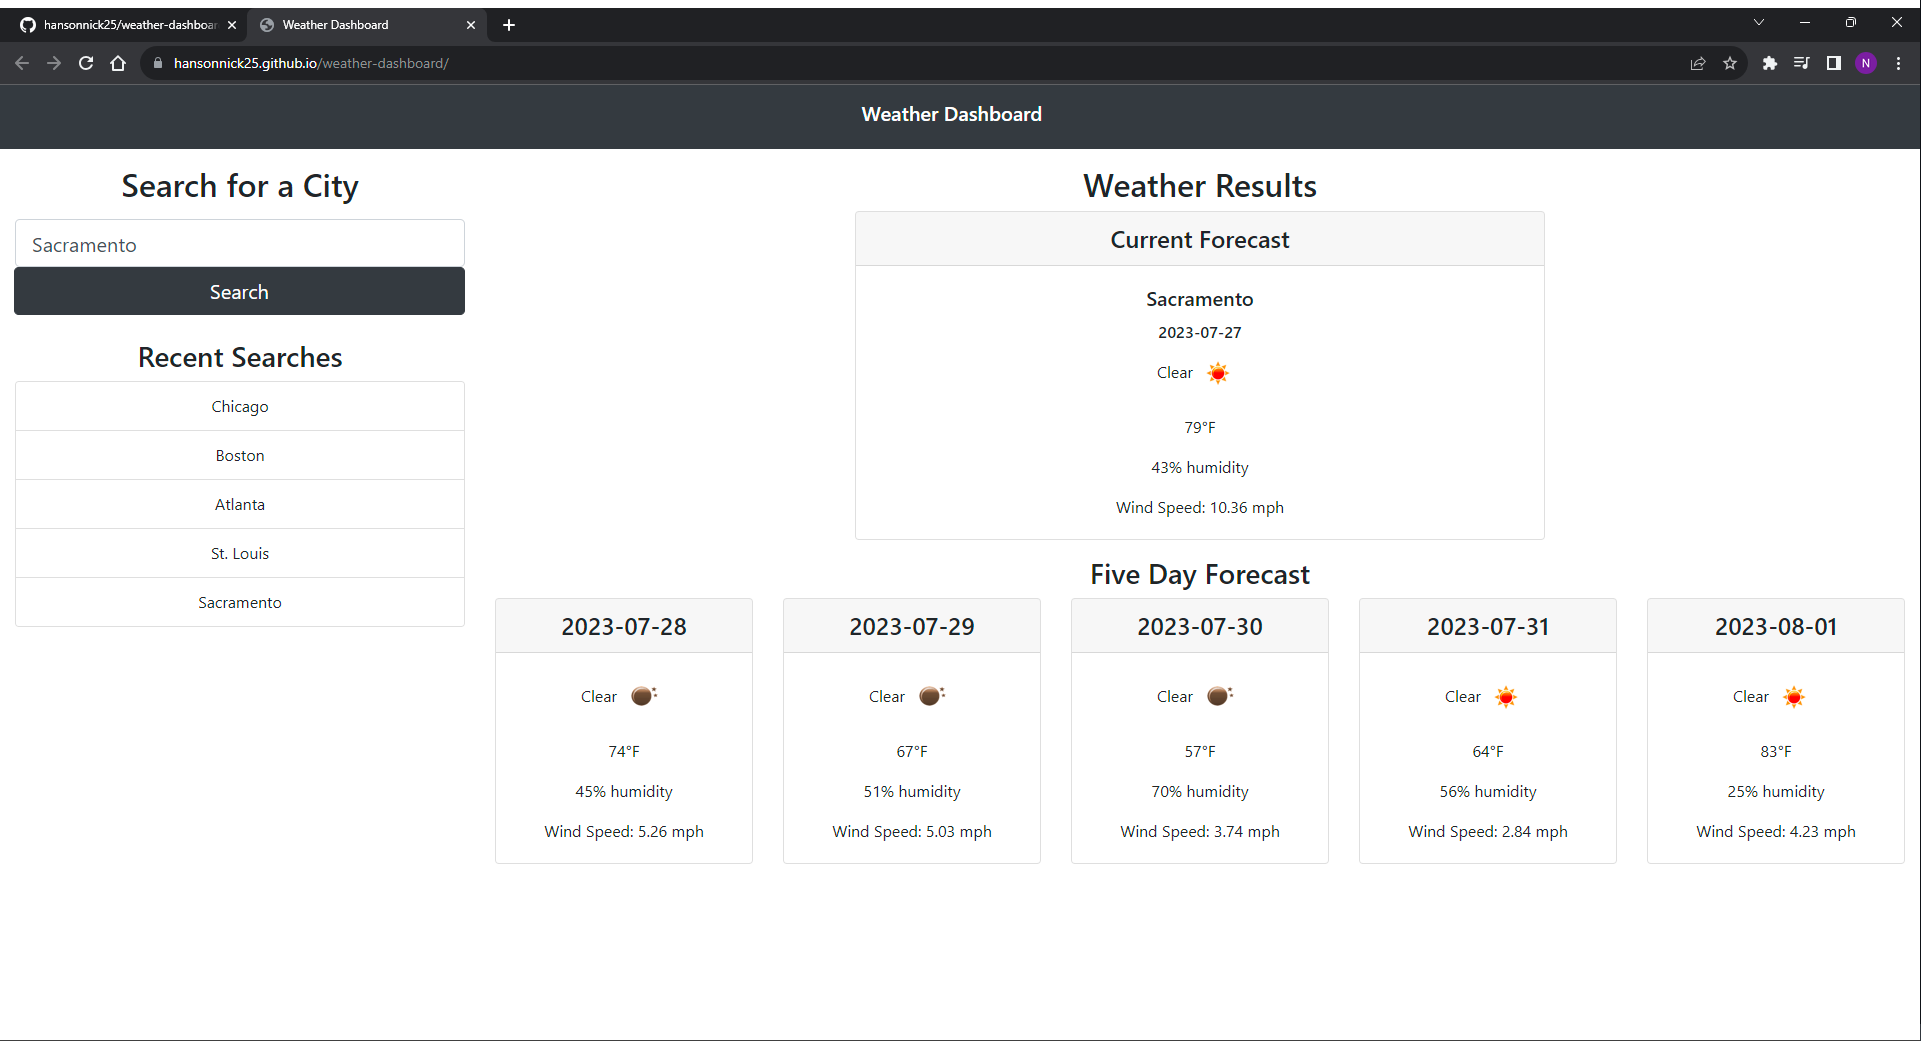 hansonnick25/weather-dashboar
Weather Dashboard
hansonnick25.github.io/weather-dashboard/
N
Weather Dashboard
Search for a City
Sacramento
Search
Recent Searches
Chicago
Boston
Atlanta
St. Louis
Sacramento
Weather Results
Current Forecast
Sacramento
2023-07-27
Clear
79°F
43% humidity
Wind Speed: 10.36 mph
Five Day Forecast
2023-07-28
Clear
74°F
45% humidity
Wind Speed: 5.26 mph
2023-07-29
Clear
67°F
51% humidity
Wind Speed: 5.03 mph
2023-07-30
Clear
57°F
70% humidity
Wind Speed: 3.74 mph
2023-07-31
Clear
64°F
56% humidity
Wind Speed: 2.84 mph
2023-08-01
Clear
83°F
25% humidity
Wind Speed: 4.23 mph